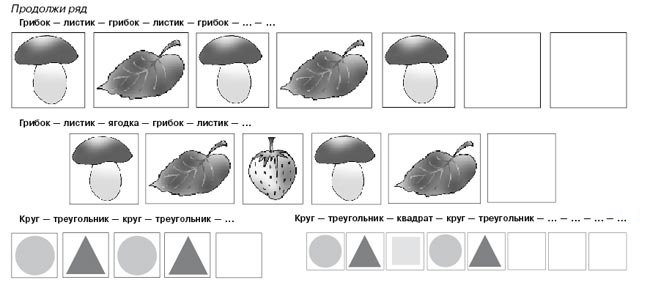 Продолжи ряд
Грибок — листик — грибок — листик — грибок — ... — ...
Грибок — листик — ягодка — грибок — листик — ...
Круг — треугольник — круг — треугольник — ...
Круг — треугольник — квадрат — круг — треугольник — ... — ... — ... — ...